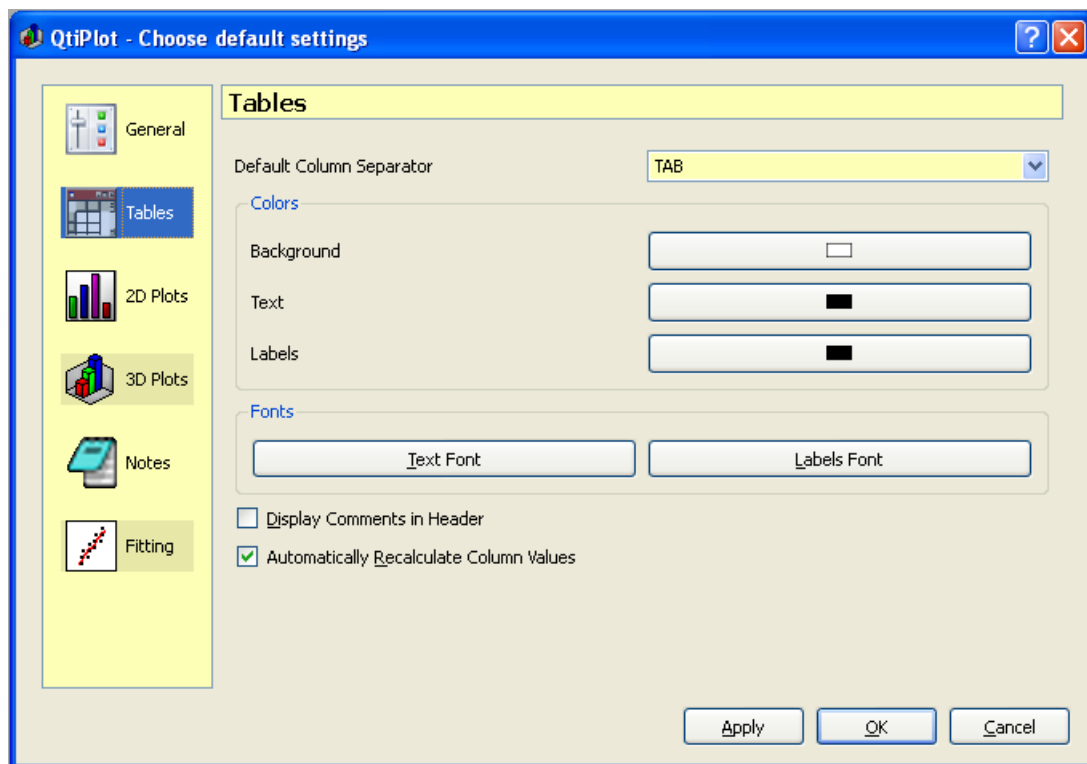 QtiPlot - Choose default settings
General
Tables
2D Plots
3D Plots
Notes
Fitting
Tables
Default Column Separator
TAB
Colors
Background
Text
Labels
Fonts
Text Font
Labels Font
Display Comments in Header
Automatically Recalculate Column Values
Apply
OK
Cancel